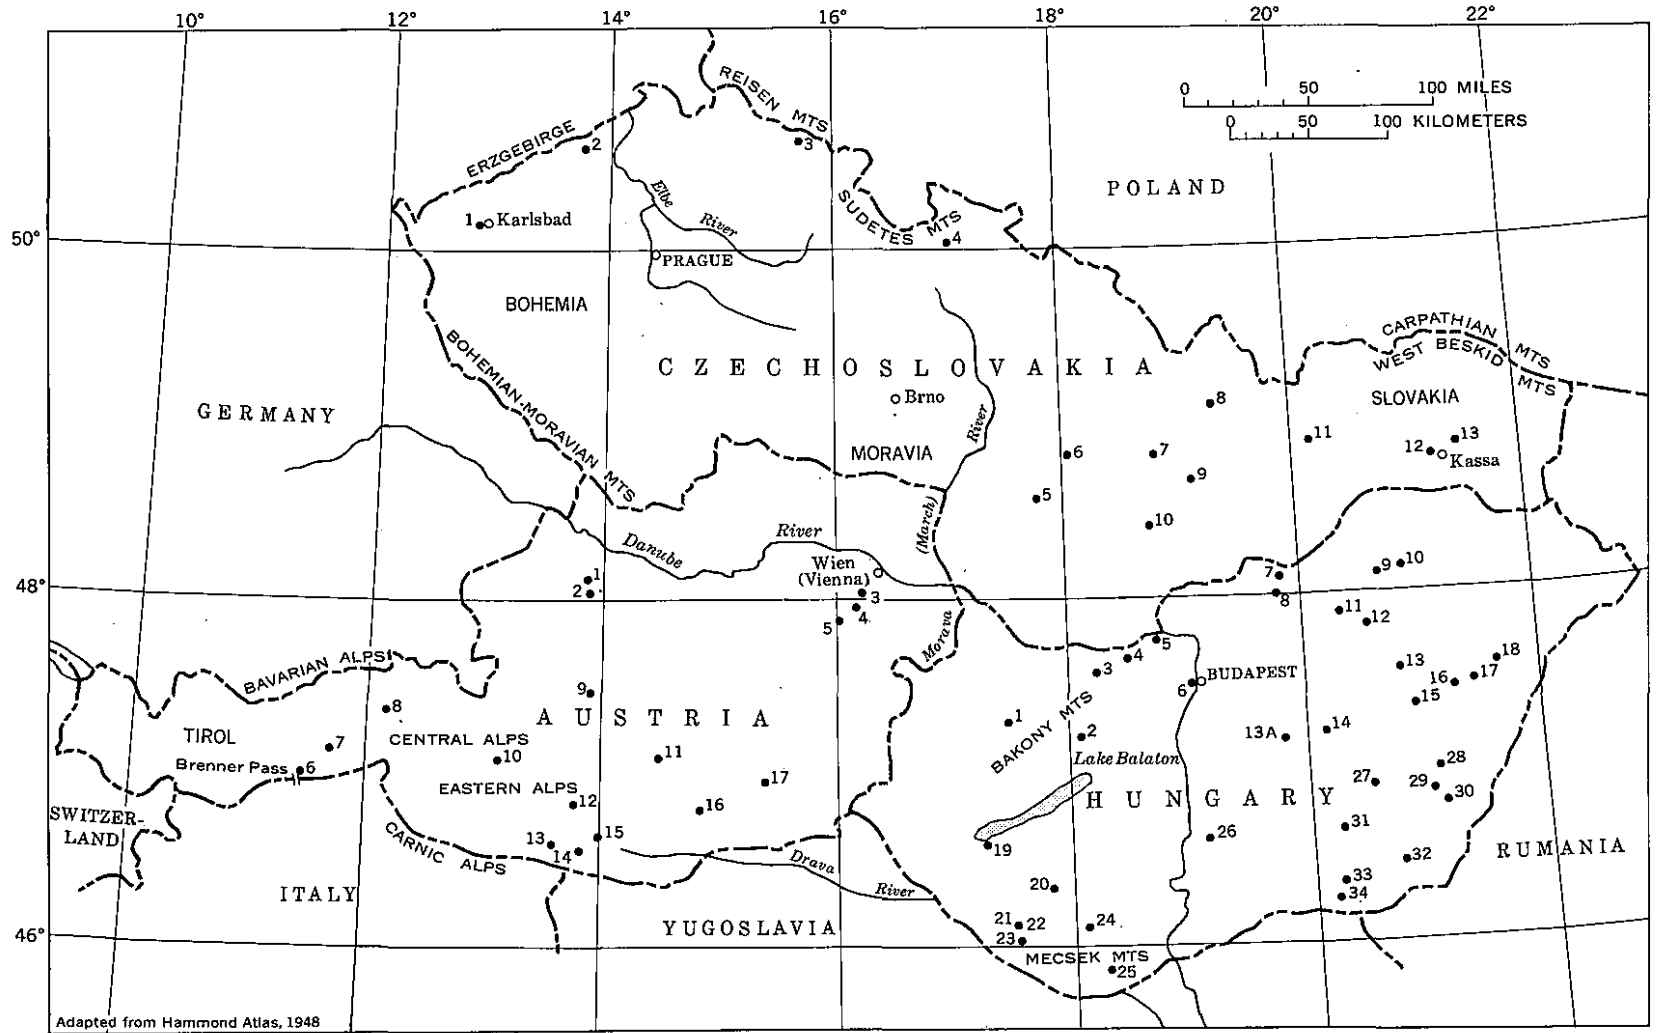 10° 12° 14° 16° 18° 20° 22°
0 50 100 MILES
0 50 100 KILOMETERS
REISEN MTS
ERZGEBIRGE
2
3
POLAND
Elbe River
SUDETES MTS
4
1 Karlsbad
50°
PRAGUE
BOHEMIA
BOHEMIAN-MORAVIAN MTS
CZECHOSLOVAKIA
CARPATHIAN MTS
WEST BESKID MTS
SLOVAKIA
Brno
GERMANY
River
8
11
13
12
Kassa
MORAVIA
6
7
9
5
10
(March)
River
Danube
Wien
(Vienna)
48°
1
2
3
4
5
7
8
9
10
11
12
Morava
BAVARIAN ALPS
5
4
3
BUDAPEST
6
13
18
17
16
15
9
8
AUSTRIA
1
BAKONY MTS
2
13A
14
TIROL
CENTRAL ALPS
7
Brenner Pass
6
10
11
Lake Balaton
28
27
29
30
EASTERN ALPS
17
12
16
HUNGARY
SWITZER-
LAND
CARNIC ALPS
13
14
15
19
26
31
RUMANIA
32
Drava River
20
33
34
ITALY
YUGOSLAVIA
21
22
23
24
46°
MECSEK MTS
25
Adapted from Hammond Atlas, 1948